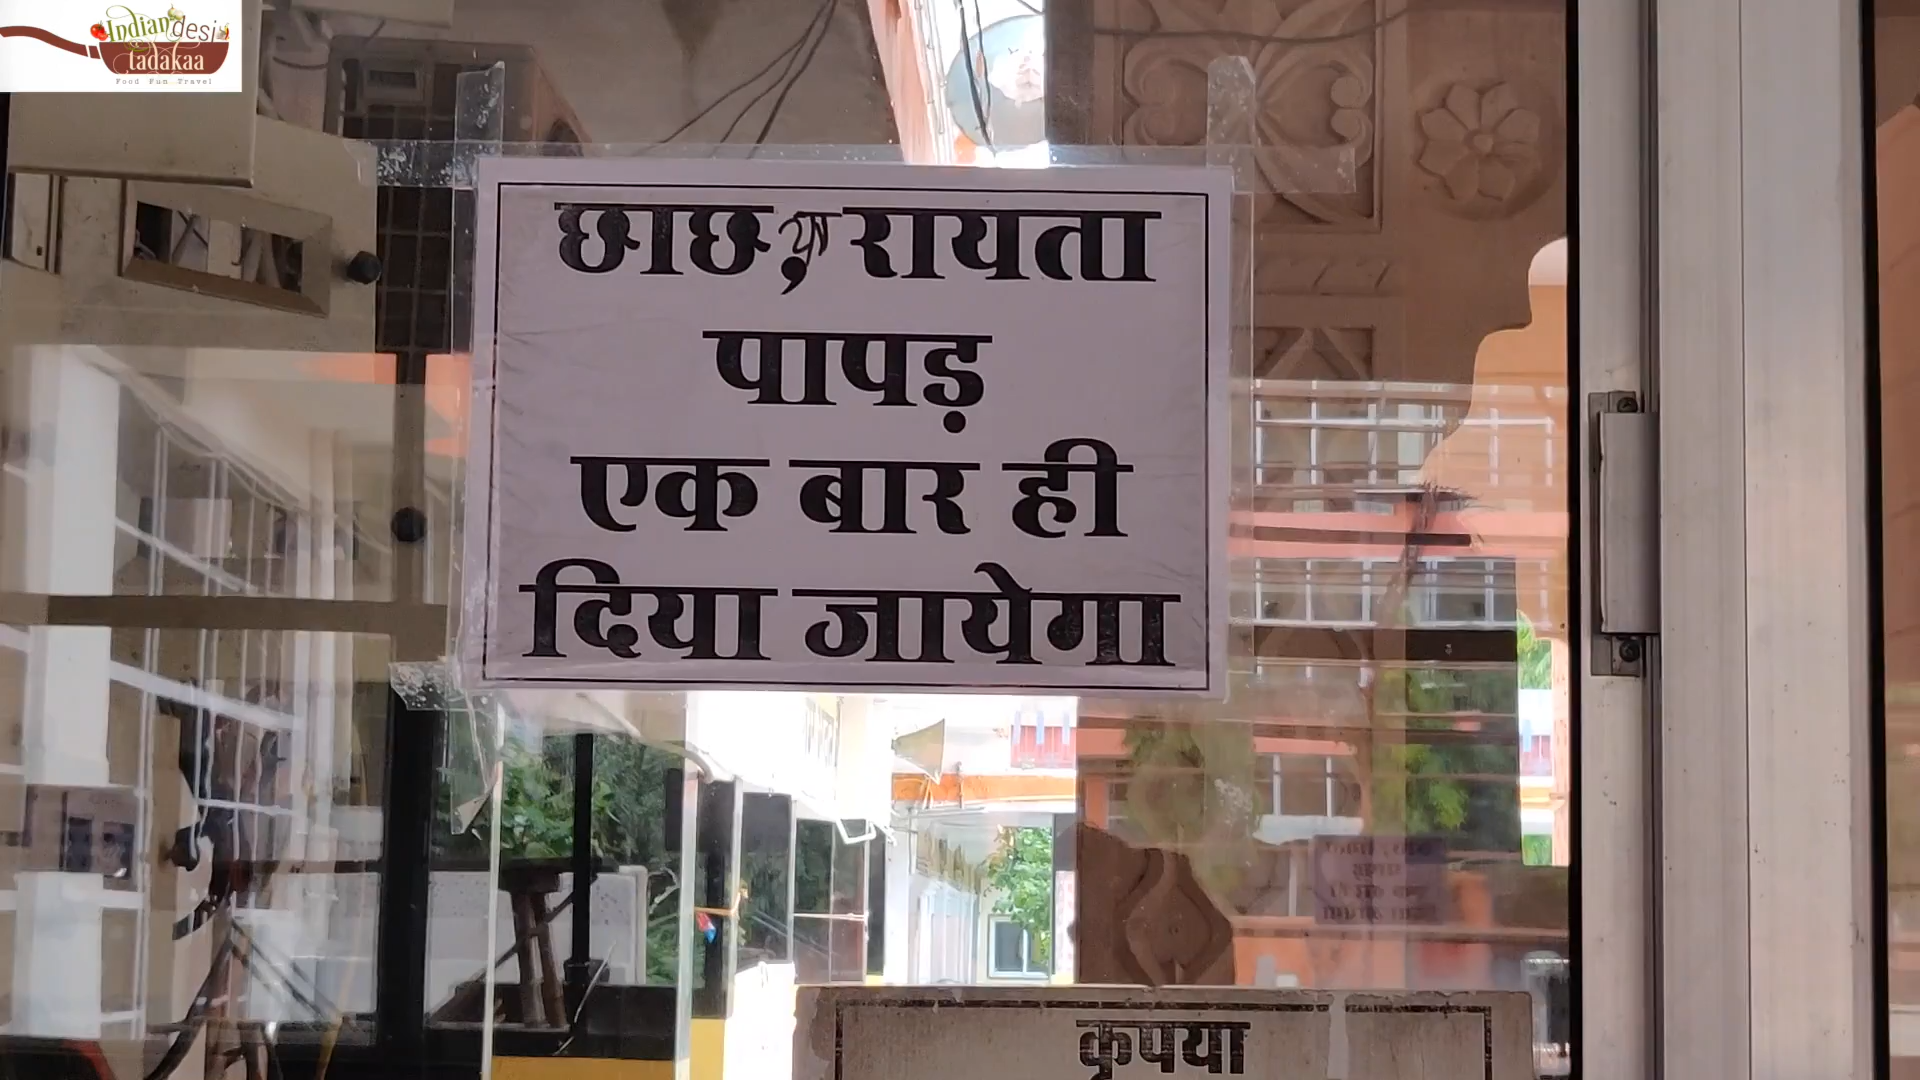 Indian desi
tadakaa
Food Fun Travel
छाछ, रायता
पापड़
एक बार ही
दिया जायेगा
कृपया